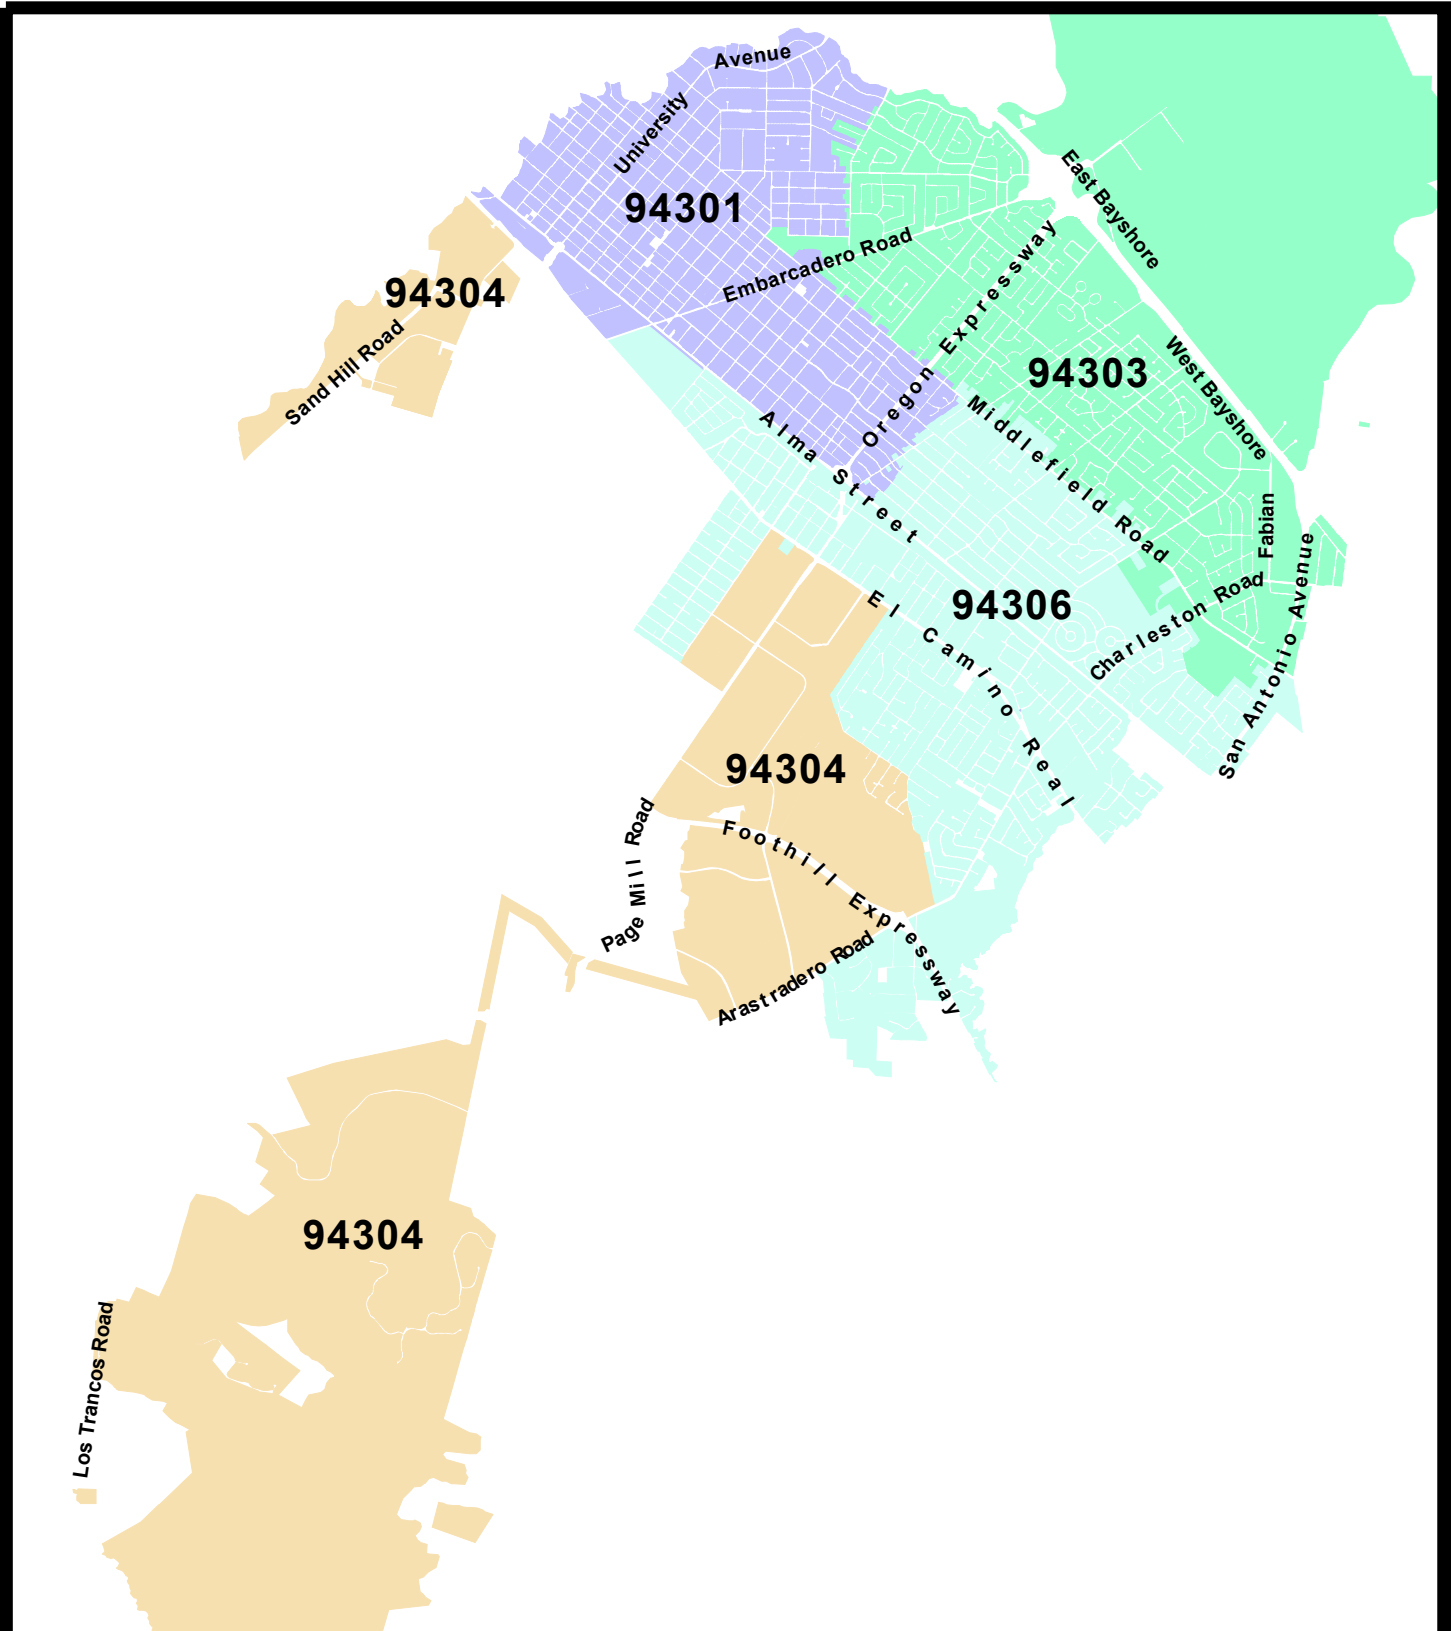 Avenue
University
94301
East Bayshore
Embarcadero Road
94304
Sand Hill Road
Oregon Expressway
94303
West Bayshore
Alma Street
Middlefield Road
Fabian
San Antonio Avenue
94306
Charleston Road
El Camino Real
94304
Page Mill Road
Foothill Expressway
Arastradero Road
94304
Los Trancos Road